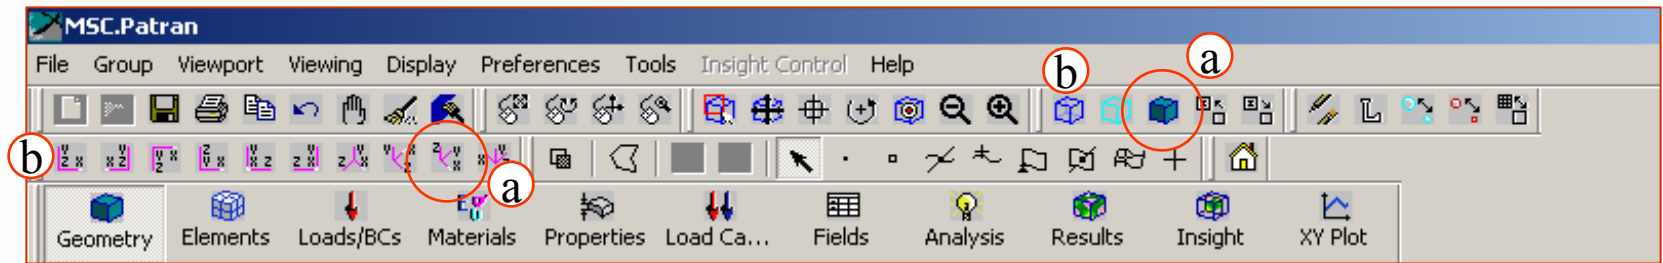 MSC.Patran
File Group Viewport Viewing Display Preferences Tools Insight Control Help
b a
b a
Geometry Elements Loads/BCs Materials Properties Load Ca... Fields Analysis Results Insight XY Plot